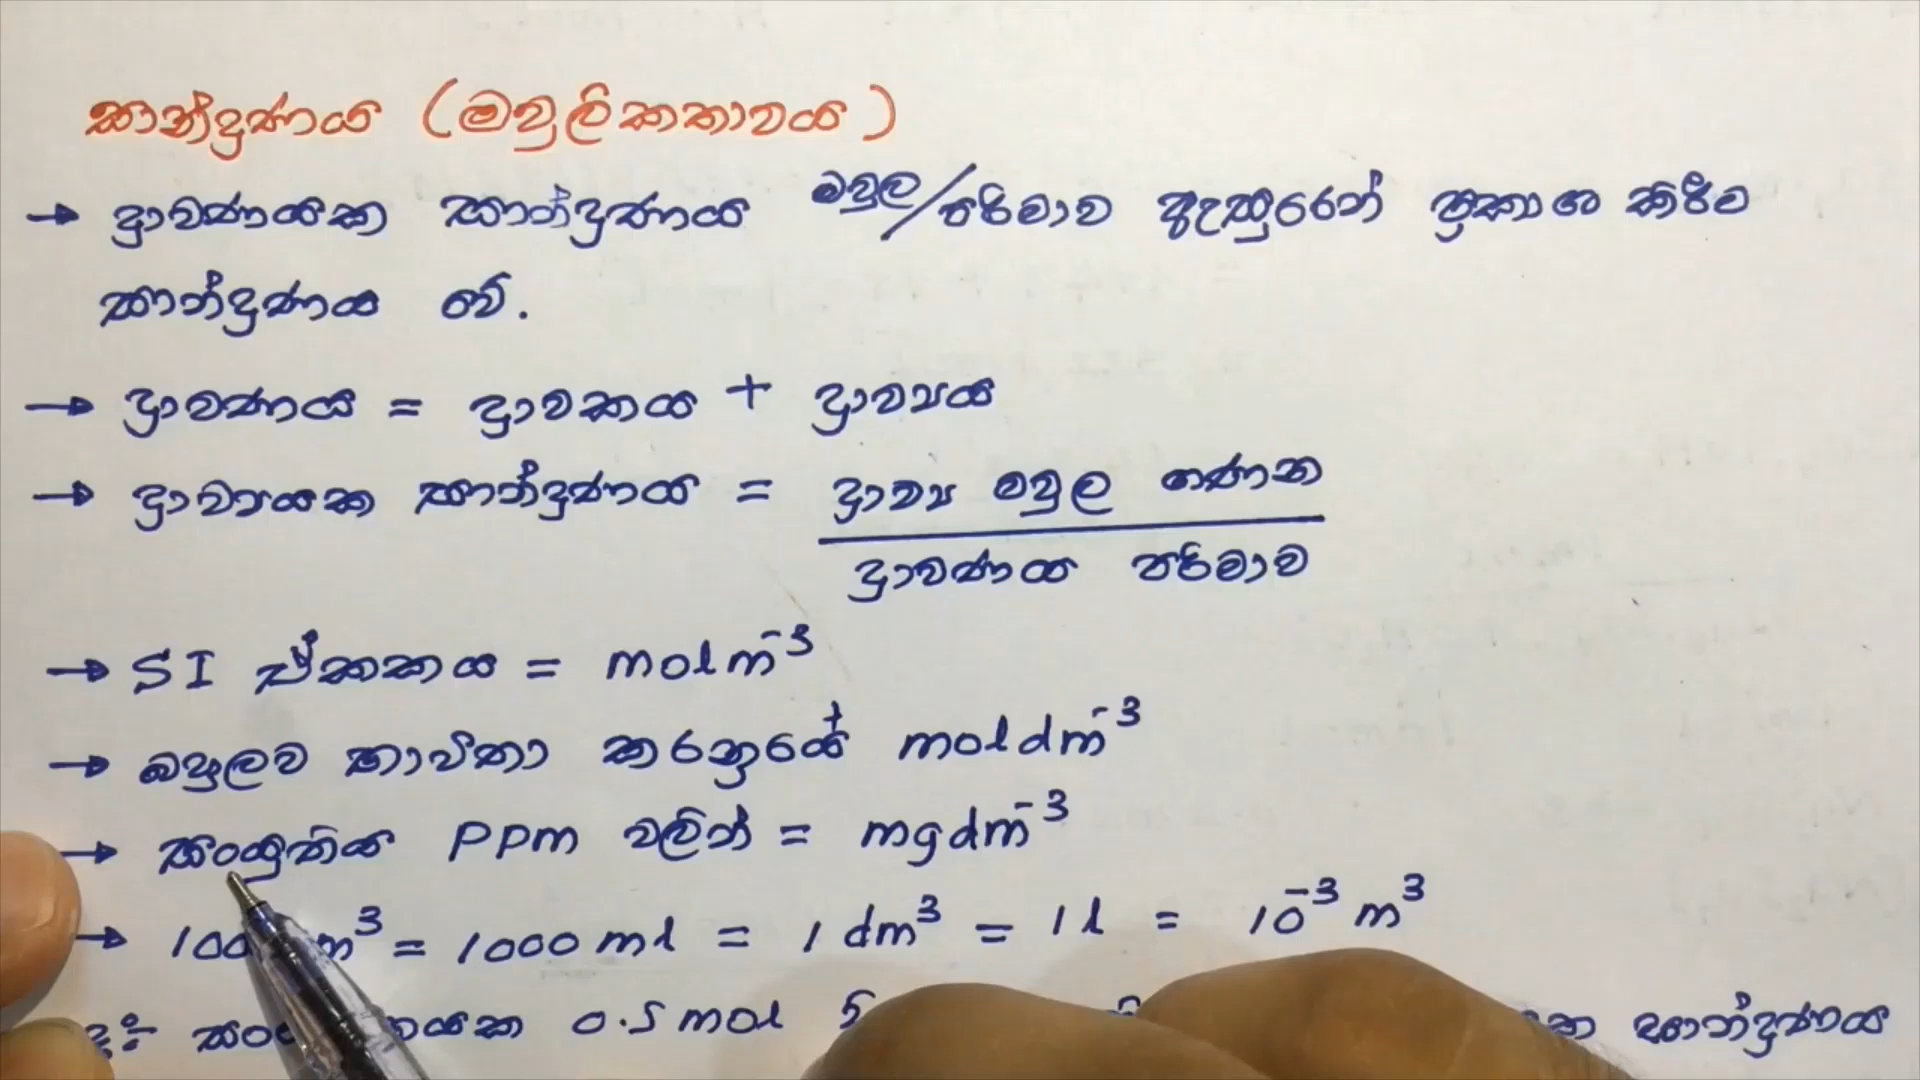 සාන්ද්‍රණය (මවුලිකතාවය)
→ ද්‍රාවණයක සාන්ද්‍රණය මවුල/පරිමාව ඇසුරෙන් ප්‍රකාශ කිරීම
සාන්ද්‍රණය වේ.
→ ද්‍රාවණය = ද්‍රාවකය + ද්‍රාව්‍යය
→ ද්‍රාව්‍යයක සාන්ද්‍රණය = ද්‍රාව්‍ය මවුල ගණන
ද්‍රාවණය පරිමාව
→ SI ඒකකය = mol m⁻³
→ බහුලව භාවිතා කරනුයේ mol dm⁻³
→ සංයුතිය ppm වලින් = mg dm⁻³
→ = 1000 ml = 1 dm³ = 1 l = 10⁻³ m³
0.5 mol සාන්ද්‍රණය